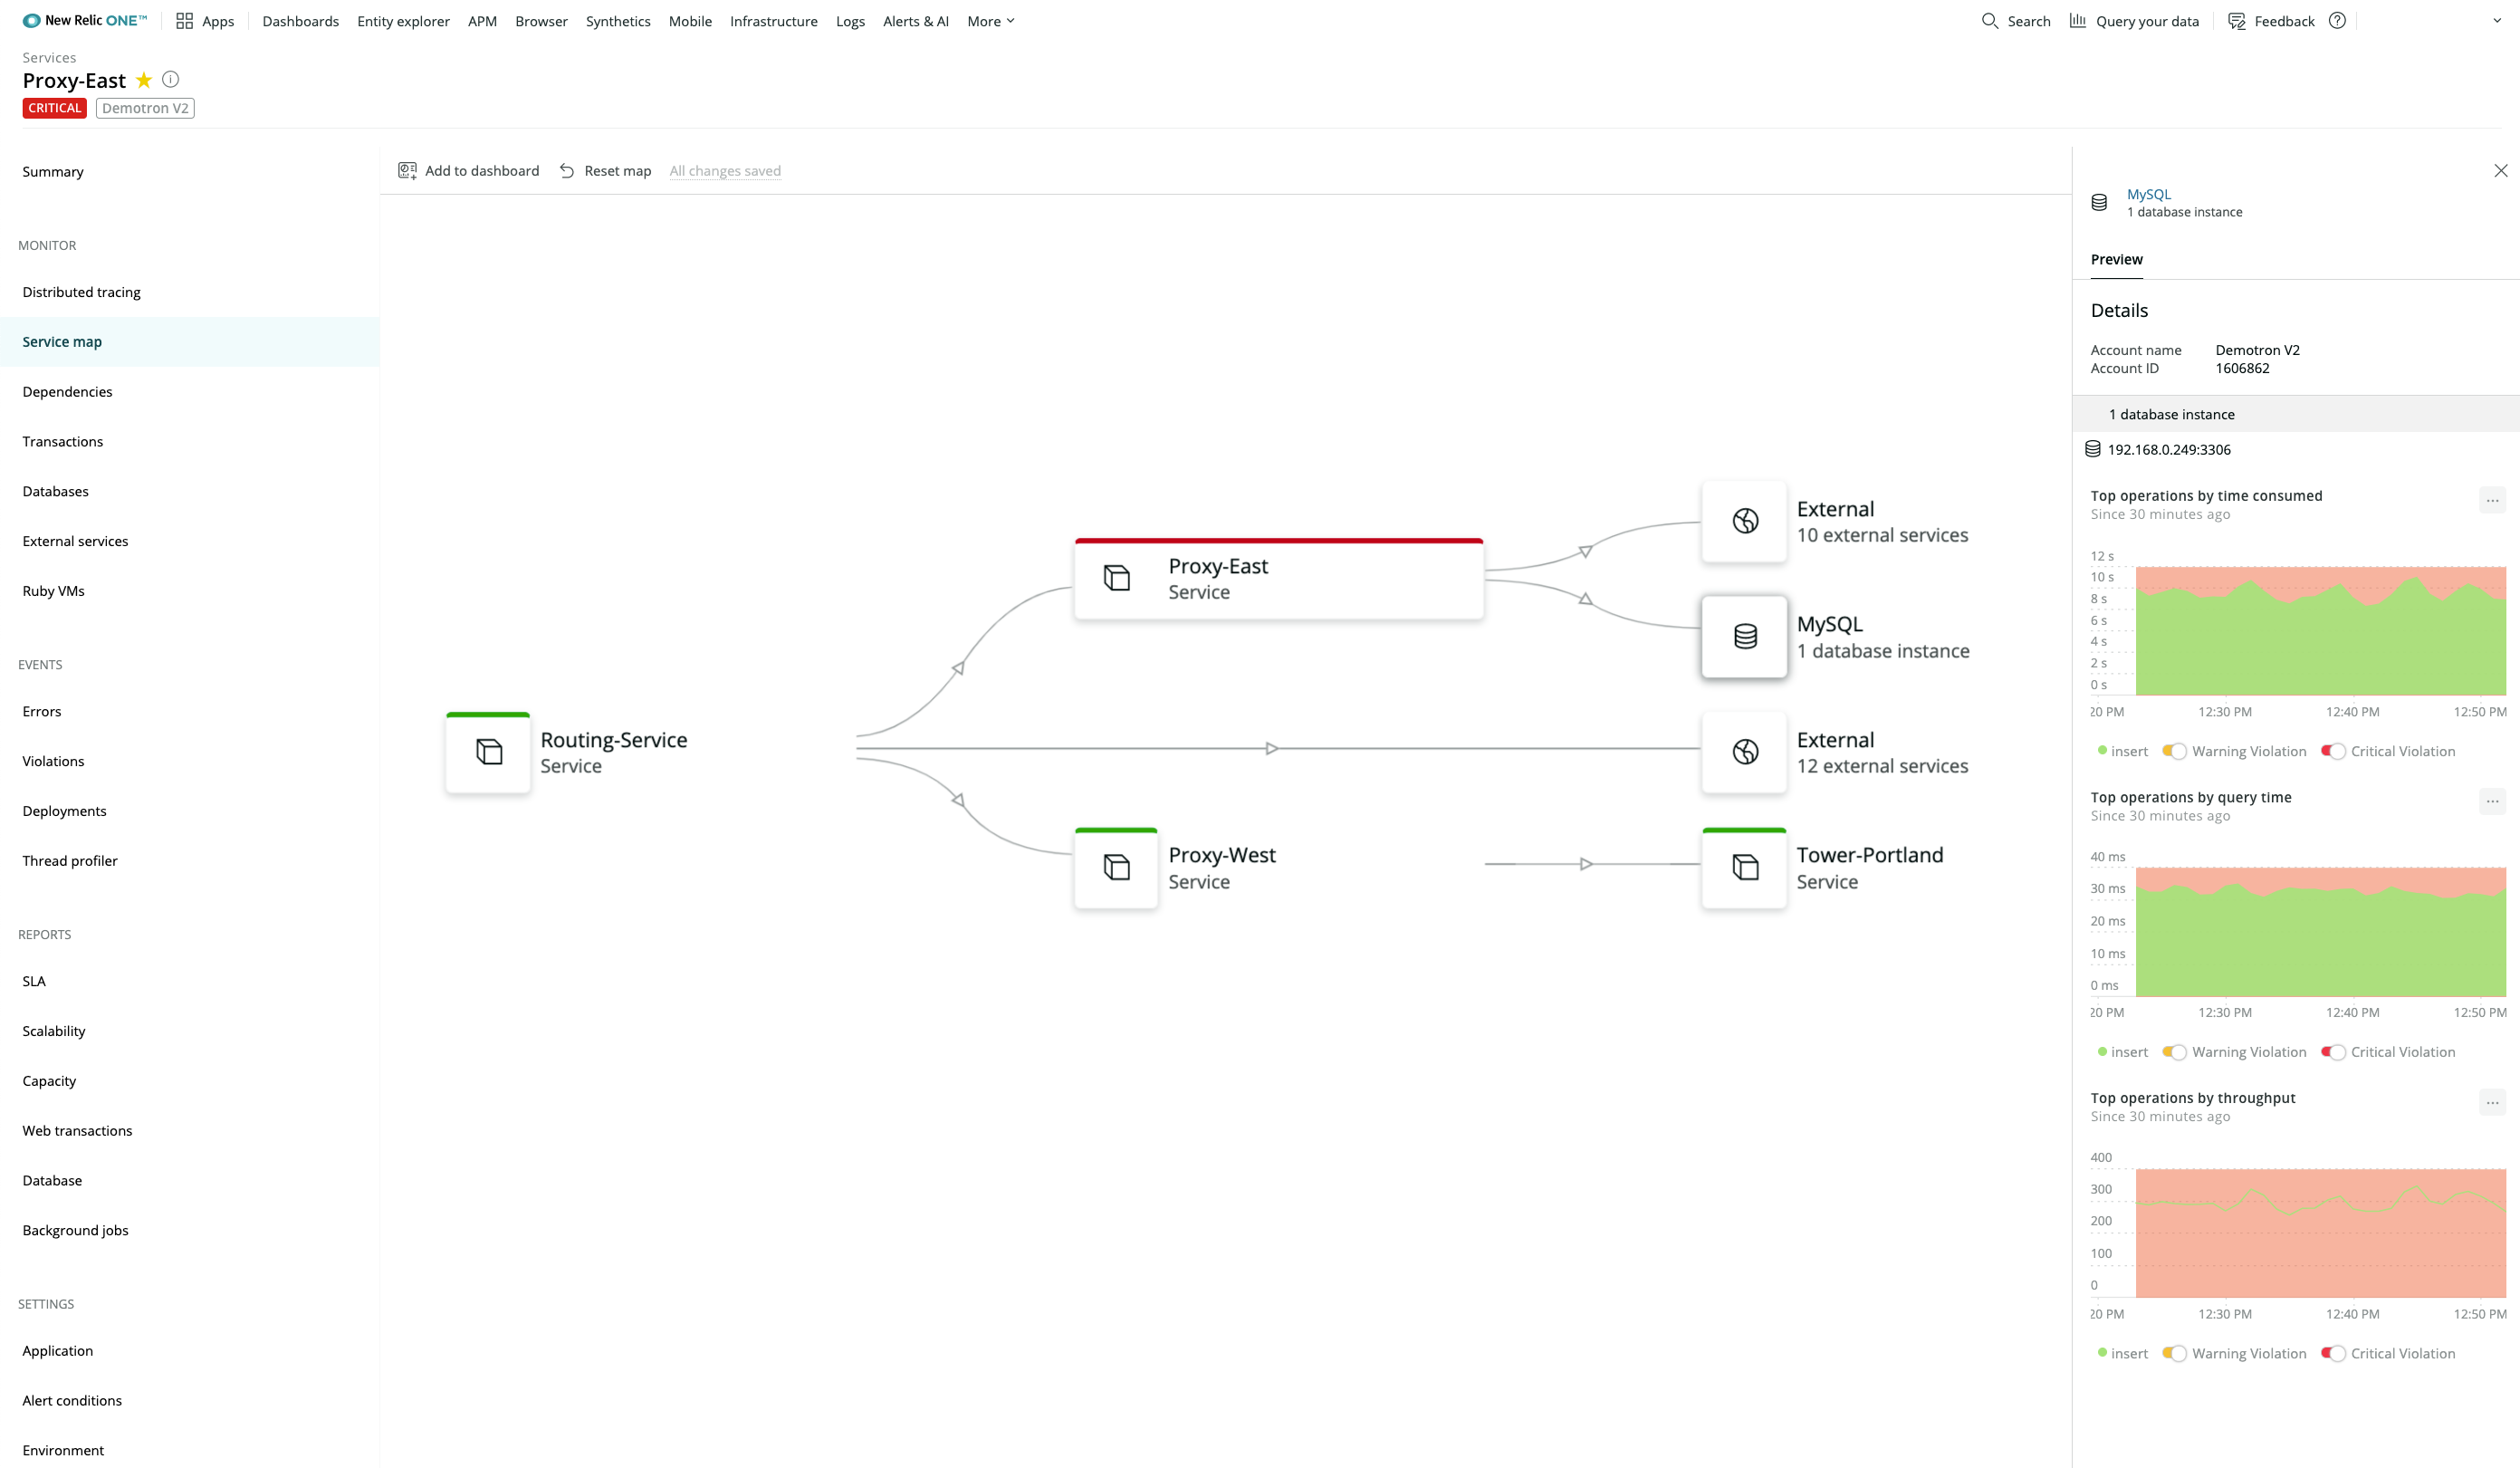 New Relic ONE™ Apps Dashboards Entity explorer APM Browser Synthetics Mobile Infrastructure Logs Alerts & AI More Search Query your data Feedback ?
Services
Proxy-East
CRITICAL Demotron V2
Summary
MONITOR
Distributed tracing
Service map
Dependencies
Transactions
Databases
External services
Ruby VMs
EVENTS
Errors
Violations
Deployments
Thread profiler
REPORTS
SLA
Scalability
Capacity
Web transactions
Database
Background jobs
SETTINGS
Application
Alert conditions
Environment
Add to dashboard Reset map All changes saved
Routing-Service
Service
Proxy-East
Service
Proxy-West
Service
External
10 external services
MySQL
1 database instance
External
12 external services
Tower-Portland
Service
MySQL
1 database instance
Preview
Details
Account name Demotron V2
Account ID 1606862
1 database instance
192.168.0.249:3306
Top operations by time consumed
Since 30 minutes ago
12 s
10 s
8 s
6 s
4 s
2 s
0 s
20 PM 12:30 PM 12:40 PM 12:50 PM
insert Warning Violation Critical Violation
Top operations by query time
Since 30 minutes ago
40 ms
30 ms
20 ms
10 ms
0 ms
20 PM 12:30 PM 12:40 PM 12:50 PM
insert Warning Violation Critical Violation
Top operations by throughput
Since 30 minutes ago
400
300
200
100
0
20 PM 12:30 PM 12:40 PM 12:50 PM
insert Warning Violation Critical Violation